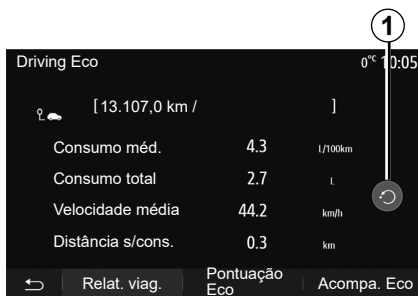 1
Driving Eco 0°C 10:05
[13.107,0 km / ]
Consumo méd. 4.3 L/100km
Consumo total 2.7 L
Velocidade média 44.2 km/h
Distância s/cons. 0.3 km
Relat. viag. Pontuação Eco Acompa. Eco